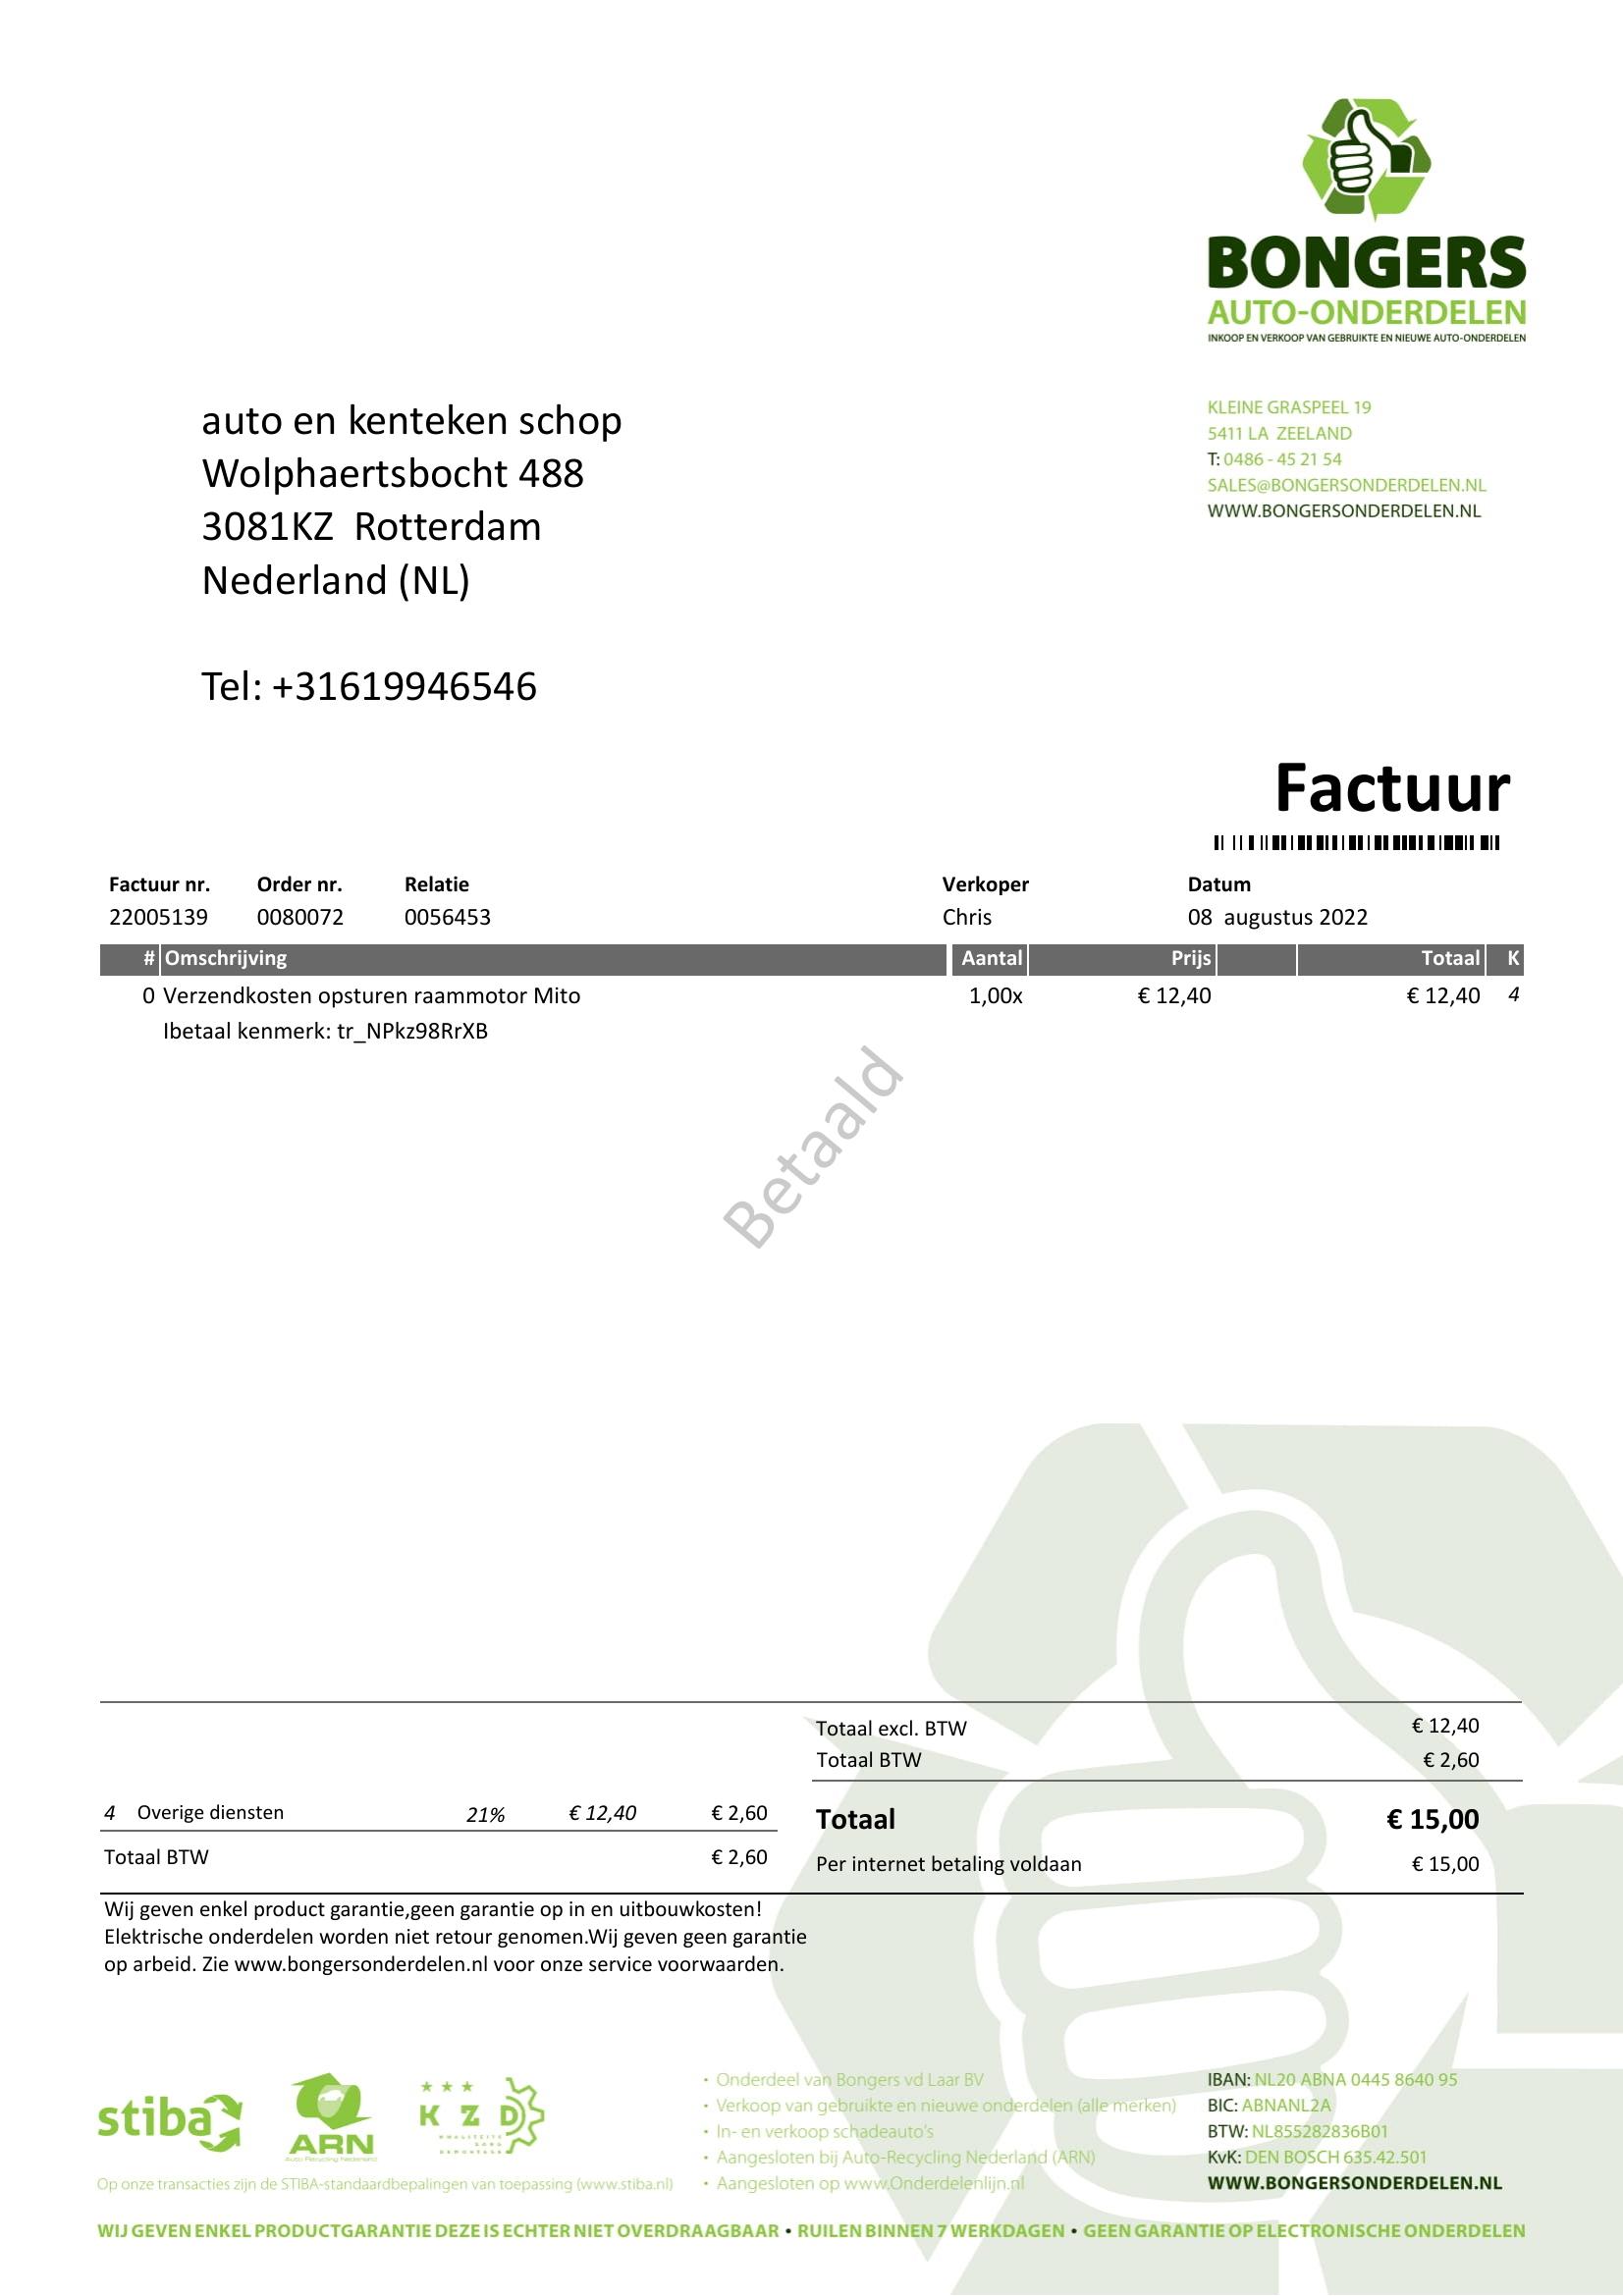 BONGERS
AUTO-ONDERDELEN
INKOOP EN VERKOOP VAN GEBRUIKTE EN NIEUWE AUTO-ONDERDELEN
auto en kenteken schop
Wolphaertsbocht 488
3081KZ Rotterdam
Nederland (NL)
Tel: +31619946546
KLEINE GRASPEEL 19
5411 LA ZEELAND
T: 0486 - 45 21 54
SALES@BONGERSONDERDELEN.NL
WWW.BONGERSONDERDELEN.NL
Factuur
Factuur nr. Order nr. Relatie Verkoper Datum
22005139 0080072 0056453 Chris 08 augustus 2022
# Omschrijving Aantal Prijs Totaal K
0 Verzendkosten opsturen raammotor Mito 1,00x € 12,40 € 12,40 4
Ibetaal kenmerk: tr_NPkz98RrXB
Betaald
Totaal excl. BTW € 12,40
Totaal BTW € 2,60
4 Overige diensten 21% € 12,40 € 2,60
Totaal BTW € 2,60
Totaal € 15,00
Per internet betaling voldaan € 15,00
Wij geven enkel product garantie,geen garantie op in en uitbouwkosten!
Elektrische onderdelen worden niet retour genomen.Wij geven geen garantie
op arbeid. Zie www.bongersonderdelen.nl voor onze service voorwaarden.
stiba
ARN
Auto Recycling Nederland
KZD
KWALITEITS
ZORG
DEMONTAGE
Op onze transacties zijn de STIBA-standaardbepalingen van toepassing (www.stiba.nl)
• Onderdeel van Bongers vd Laar BV
• Verkoop van gebruikte en nieuwe onderdelen (alle merken)
• In- en verkoop schadeauto's
• Aangesloten bij Auto-Recycling Nederland (ARN)
• Aangesloten op www.Onderdelenlijn.nl
IBAN: NL20 ABNA 0445 8640 95
BIC: ABNANL2A
BTW: NL855282836B01
KvK: DEN BOSCH 635.42.501
WWW.BONGERSONDERDELEN.NL
WIJ GEVEN ENKEL PRODUCTGARANTIE DEZE IS ECHTER NIET OVERDRAAGBAAR • RUILEN BINNEN 7 WERKDAGEN • GEEN GARANTIE OP ELECTRONISCHE ONDERDELEN